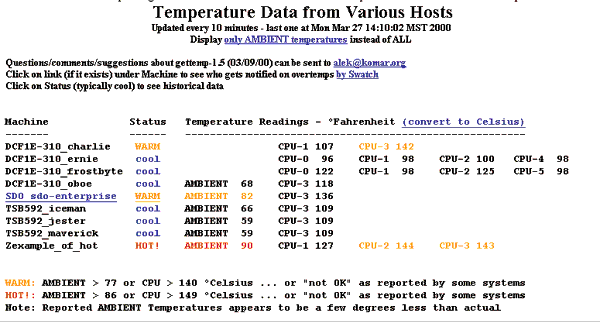 Temperature Data from Various Hosts
Updated every 10 minutes - last one at Mon Mar 27 14:10:02 MST 2000
Display only AMBIENT temperatures instead of ALL
Questions/comments/suggestions about gettemp-1.5 (03/09/00) can be sent to alek@komar.org
Click on link (if it exists) under Machine to see who gets notified on overtemps by Swatch
Click on Status (typically cool) to see historical data
Machine Status Temperature Readings - °Fahrenheit (convert to Celsius)
------- ------ ------------------------------------------------------
DCF1E-310_charlie WARM CPU-1 107 CPU-3 142
DCF1E-310_ernie cool CPU-0 96 CPU-1 98 CPU-2 100 CPU-4 98
DCF1E-310_frostbyte cool CPU-0 122 CPU-1 98 CPU-2 125 CPU-5 98
DCF1E-310_oboe cool AMBIENT 68 CPU-3 118
SDO sdo-enterprise WARM AMBIENT 82 CPU-3 136
TSB592_iceman cool AMBIENT 66 CPU-3 109
TSB592_jester cool AMBIENT 59 CPU-3 109
TSB592_maverick cool AMBIENT 59 CPU-3 109
Zexample_of_hot HOT! AMBIENT 90 CPU-1 127 CPU-2 144 CPU-3 143
WARM: AMBIENT > 77 or CPU > 140 °Celsius ... or "not OK" as reported by some systems
HOT!: AMBIENT > 86 or CPU > 149 °Celsius ... or "not OK" as reported by some systems
Note: Reported AMBIENT Temperatures appears to be a few degrees less than actual